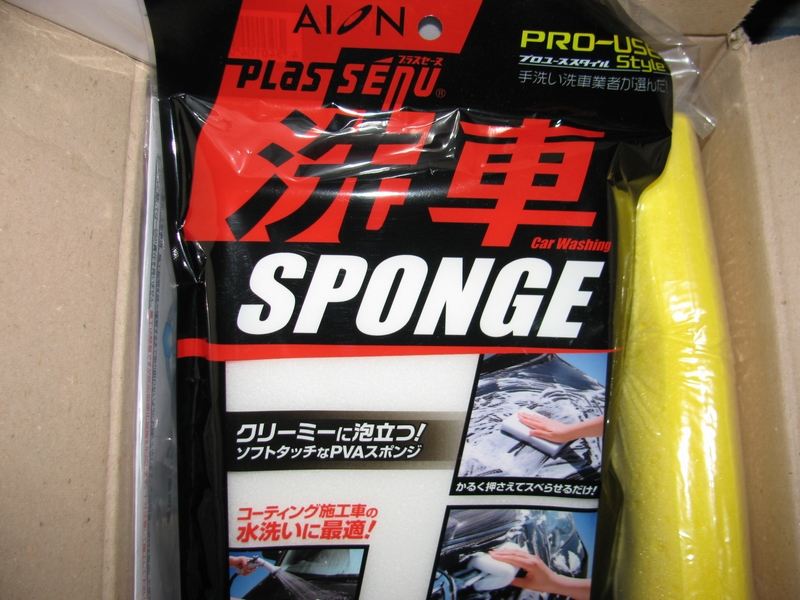 AION
PRO-USE
プロユーススタイル Style
手洗い洗車業者が選んだ!
プラスセーヌ
PLAS SÉNU®
洗車
Car Washing
SPONGE
クリーミーに泡立つ!
ソフトタッチなPVAスポンジ
かるく押さえてスベらせるだけ!
コーティング施工車の
水洗いに最適!